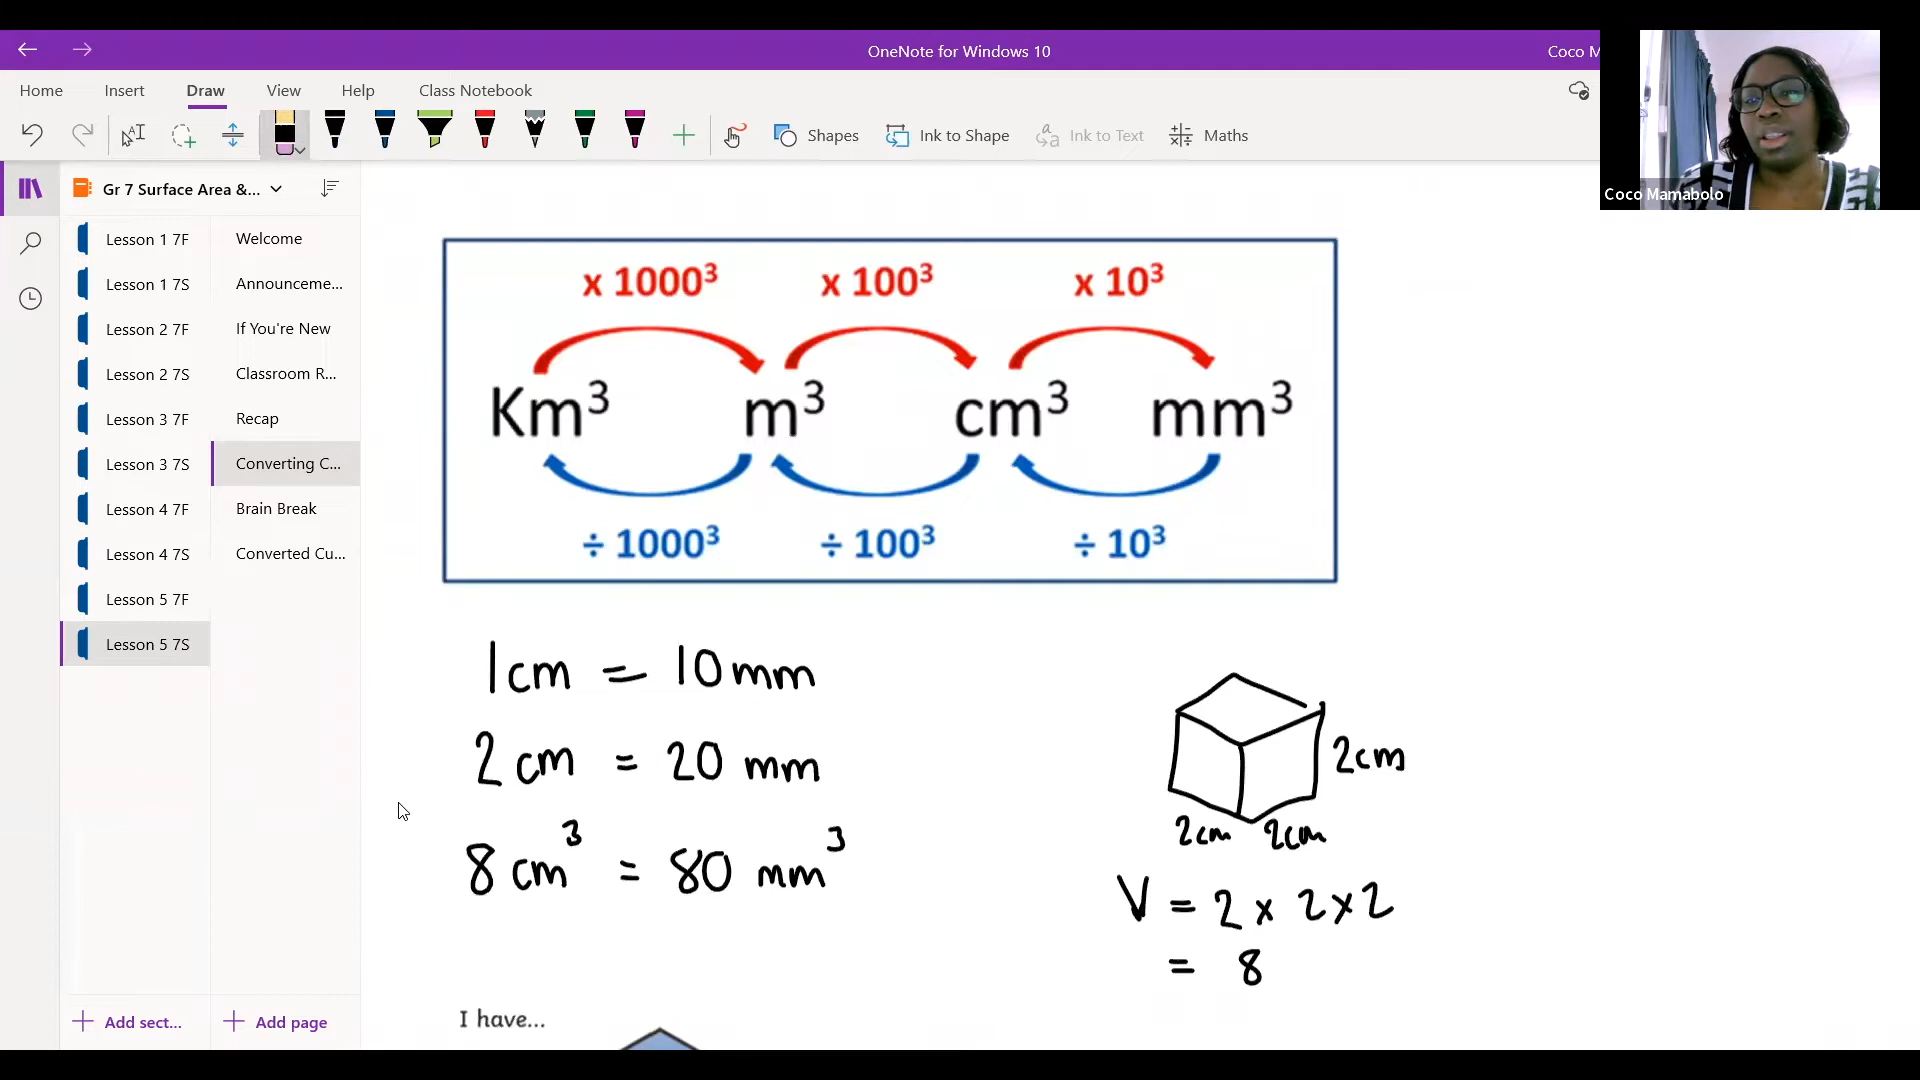 OneNote for Windows 10
Coco M
Home Insert Draw View Help Class Notebook
Shapes Ink to Shape Ink to Text Maths
Coco Mamabolo
Gr 7 Surface Area &...
Lesson 1 7F
Lesson 1 7S
Lesson 2 7F
Lesson 2 7S
Lesson 3 7F
Lesson 3 7S
Lesson 4 7F
Lesson 4 7S
Lesson 5 7F
Lesson 5 7S
Welcome
Announceme...
If You're New
Classroom R...
Recap
Converting C...
Brain Break
Converted Cu...
Add sect...
Add page
x 1000³ x 100³ x 10³
Km³ m³ cm³ mm³
÷ 1000³ ÷ 100³ ÷ 10³
1cm = 10mm
2 cm = 20 mm
8 cm³ = 80 mm³
2cm
2cm 2cm
V = 2 x 2 x 2
= 8
I have...